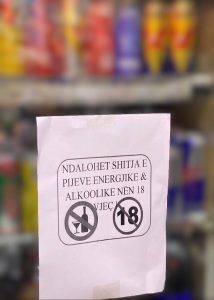 NDALOHET SHITJA E
PIJEVE ENERGJIKE &
ALKOOLIKE NËN 18
VJEÇ
18